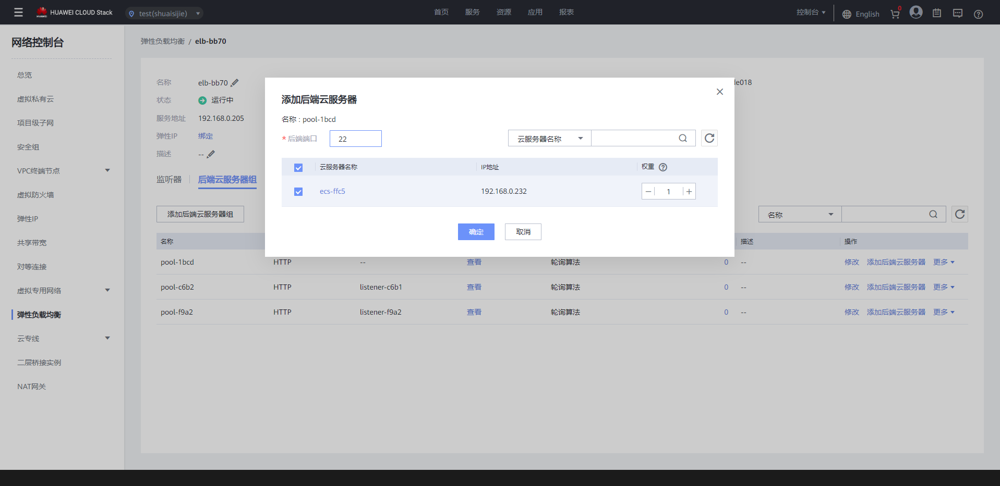 HUAWEI
HUAWEI CLOUD Stack
test(shuaisijie)
首页
服务
资源
应用
报表
控制台
English
0
网络控制台
总览
虚拟私有云
项目级子网
安全组
VPC终端节点
虚拟防火墙
弹性IP
共享带宽
对等连接
虚拟专用网络
弹性负载均衡
云专线
二层桥接实例
NAT网关
弹性负载均衡 / elb-bb70
名称 elb-bb70
状态 运行中
服务地址 192.168.0.205
弹性IP 绑定
描述 --
e018
监听器
后端云服务器组
添加后端云服务器组
名称
添加后端云服务器
名称 : pool-1bcd
* 后端端口 22
云服务器名称
云服务器名称 IP地址 权重
ecs-ffc5 192.168.0.232 1
确定 取消
名称 描述 操作
pool-1bcd HTTP -- 查看 轮询算法 0 -- 修改 添加后端云服务器 更多
pool-c6b2 HTTP listener-c6b1 查看 轮询算法 0 -- 修改 添加后端云服务器 更多
pool-f9a2 HTTP listener-f9a2 查看 轮询算法 0 -- 修改 添加后端云服务器 更多